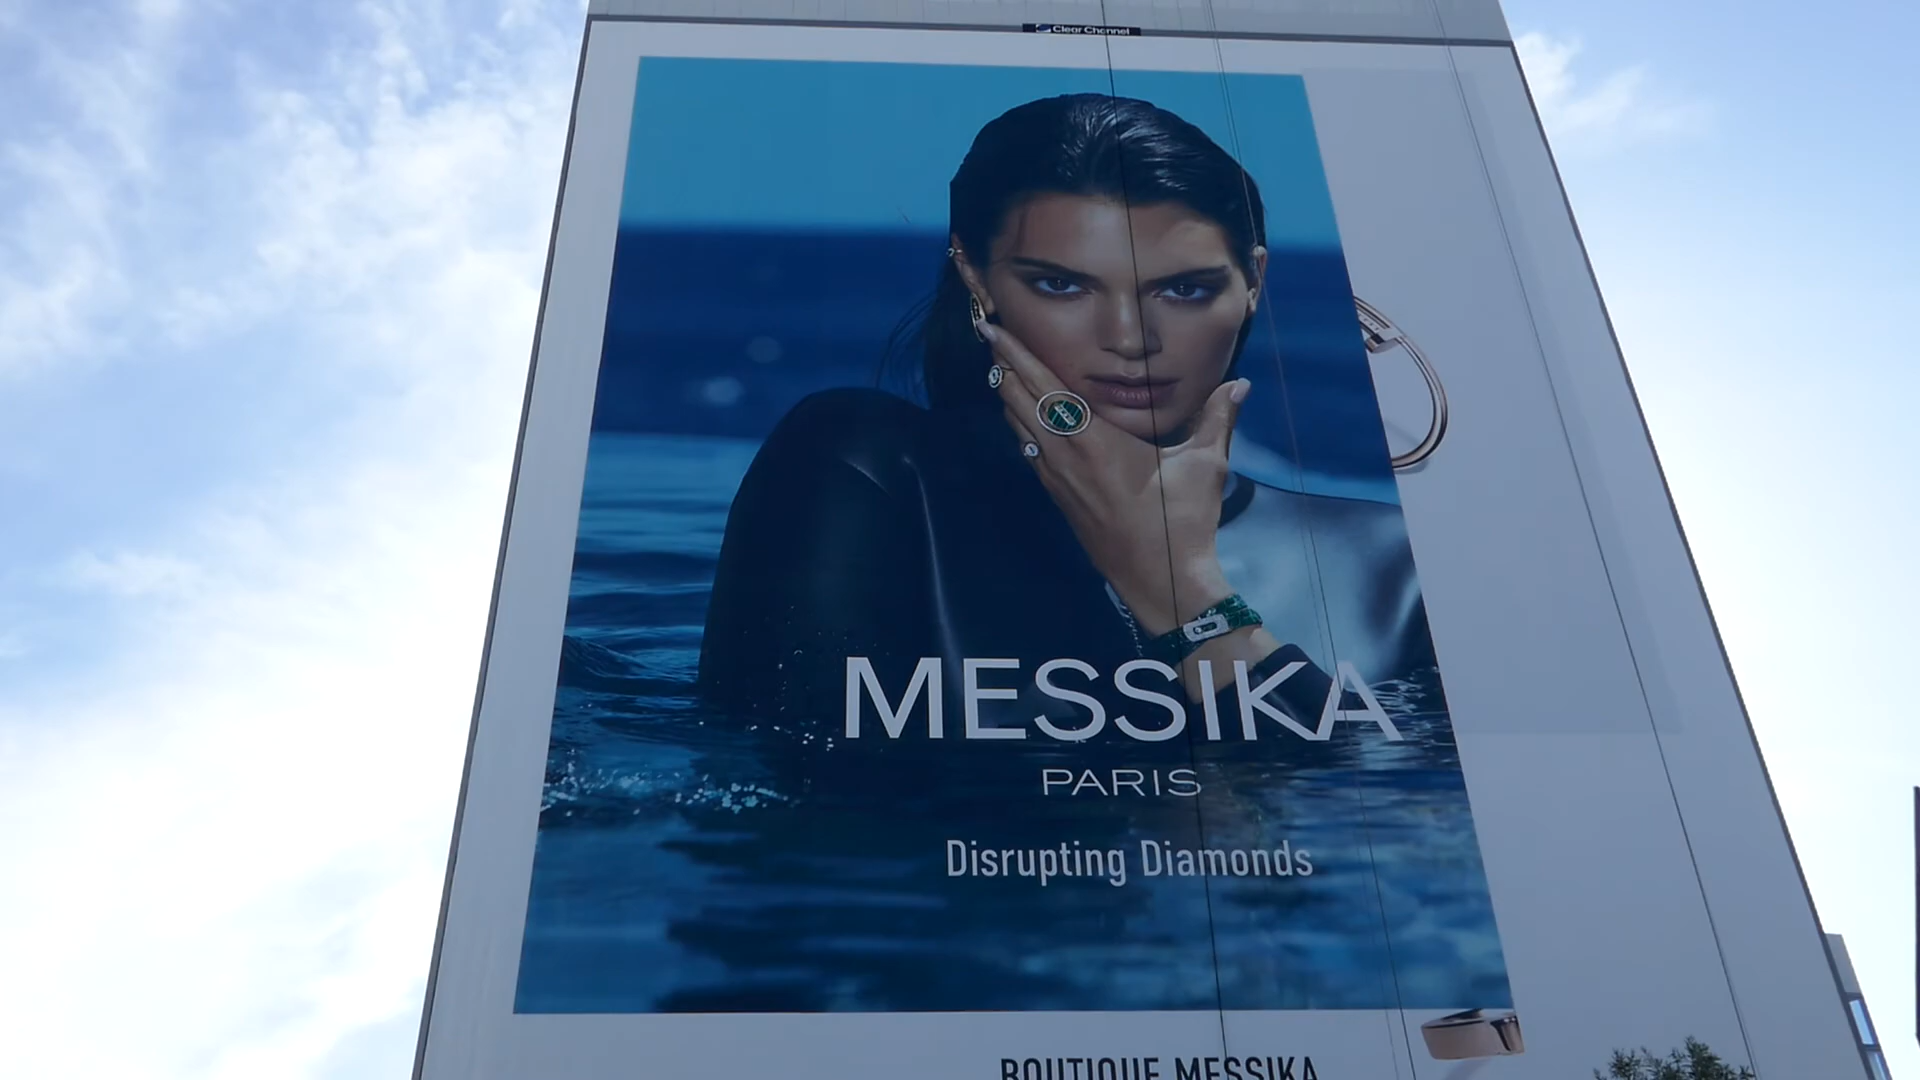 Clear Channel
MESSIKA
PARIS
Disrupting Diamonds
BOUTIQUE MESSIKA